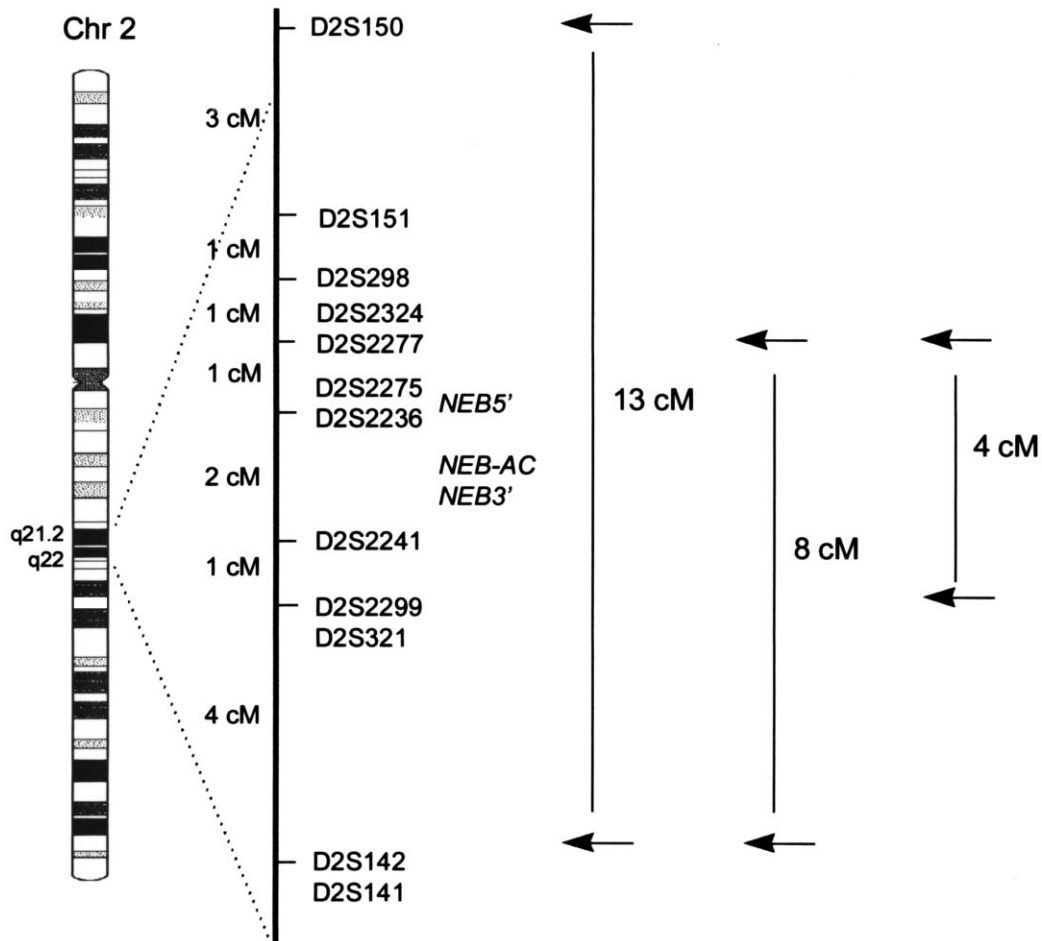 Chr 2
D2S150
3 cM
D2S151
1 cM
D2S298
1 cM
D2S2324
D2S2277
1 cM
D2S2275
D2S2236
NEB5’
13 cM
4 cM
2 cM
NEB-AC
NEB3’
q21.2
q22
D2S2241
8 cM
1 cM
D2S2299
D2S321
4 cM
D2S142
D2S141